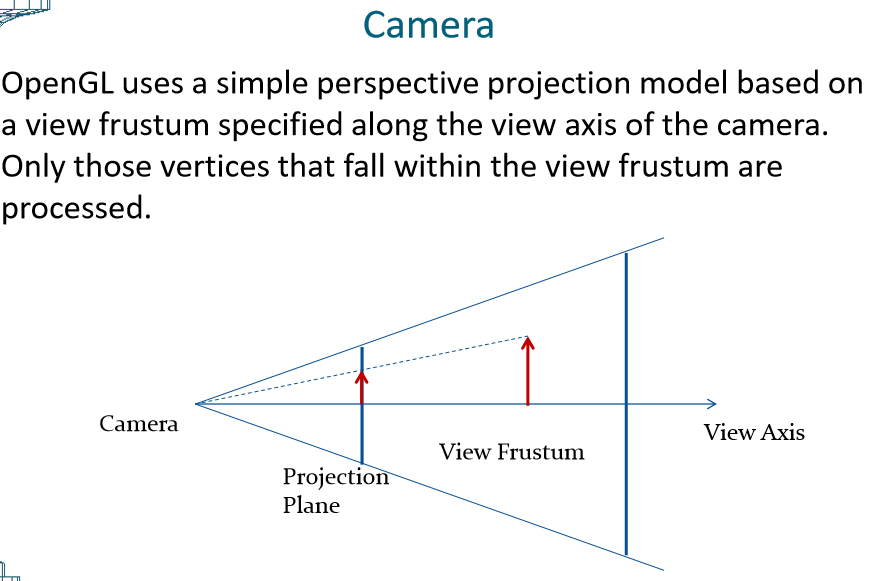 Camera
OpenGL uses a simple perspective projection model based on
a view frustum specified along the view axis of the camera.
Only those vertices that fall within the view frustum are
processed.
Camera
View Axis
View Frustum
Projection
Plane